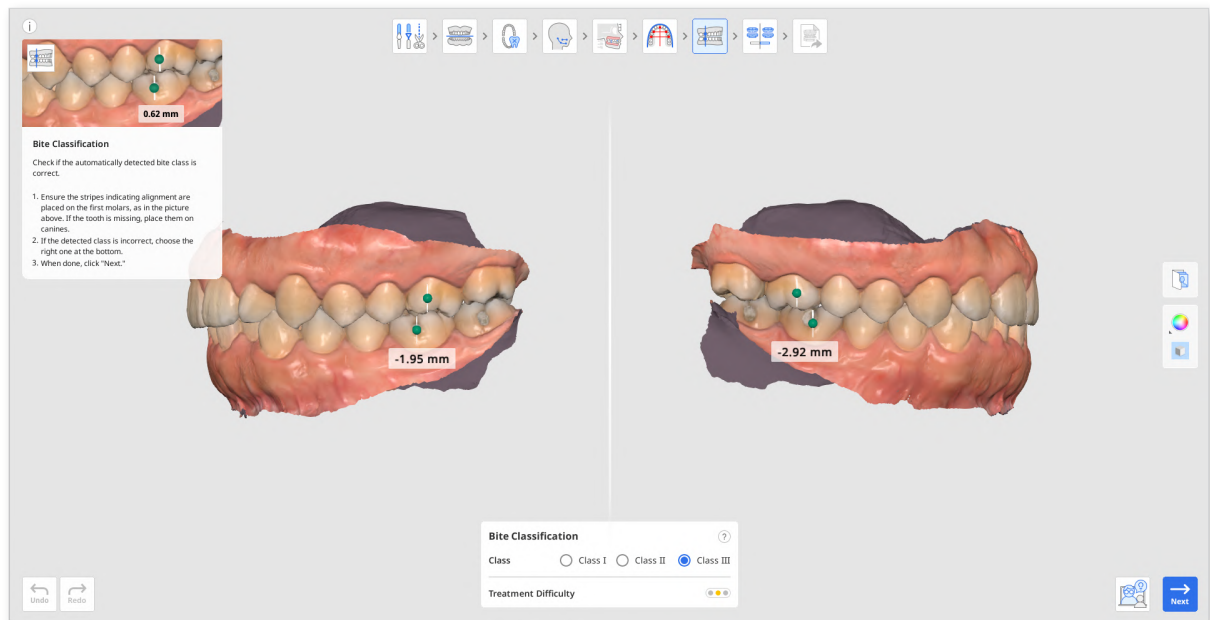 i
0.62 mm
Bite Classification
Check if the automatically detected bite class is
correct.
1. Ensure the stripes indicating alignment are
placed on the first molars, as in the picture
above. If the tooth is missing, place them on
canines.
2. If the detected class is incorrect, choose the
right one at the bottom.
3. When done, click "Next."
-1.95 mm
-2.92 mm
Bite Classification
?
Class Class I Class II Class III
Treatment Difficulty
Undo
Redo
Next